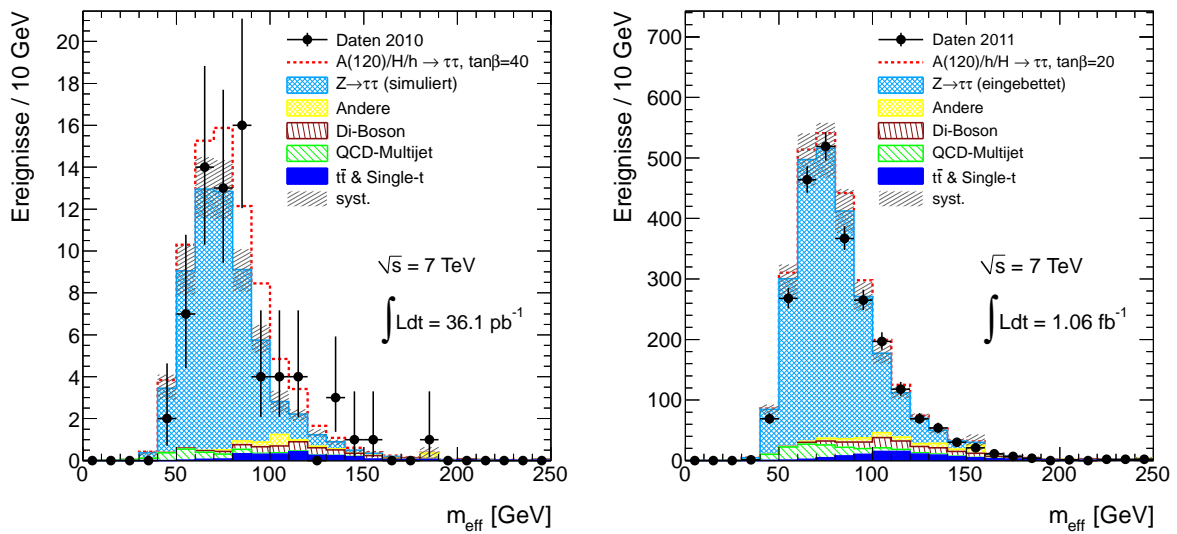 Ereignisse / 10 GeV
20
18
16
14
12
10
8
6
4
2
0
0 50 100 150 200 250
m_eff [GeV]
Daten 2010
A(120)/H/h → ττ, tanβ=40
Z→ττ (simuliert)
Andere
Di-Boson
QCD-Multijet
tt̄ & Single-t
syst.
√s = 7 TeV
∫Ldt = 36.1 pb⁻¹
Ereignisse / 10 GeV
700
600
500
400
300
200
100
0
0 50 100 150 200 250
m_eff [GeV]
Daten 2011
A(120)/h/H → ττ, tanβ=20
Z→ττ (eingebettet)
Andere
Di-Boson
QCD-Multijet
tt̄ & Single-t
syst.
√s = 7 TeV
∫Ldt = 1.06 fb⁻¹